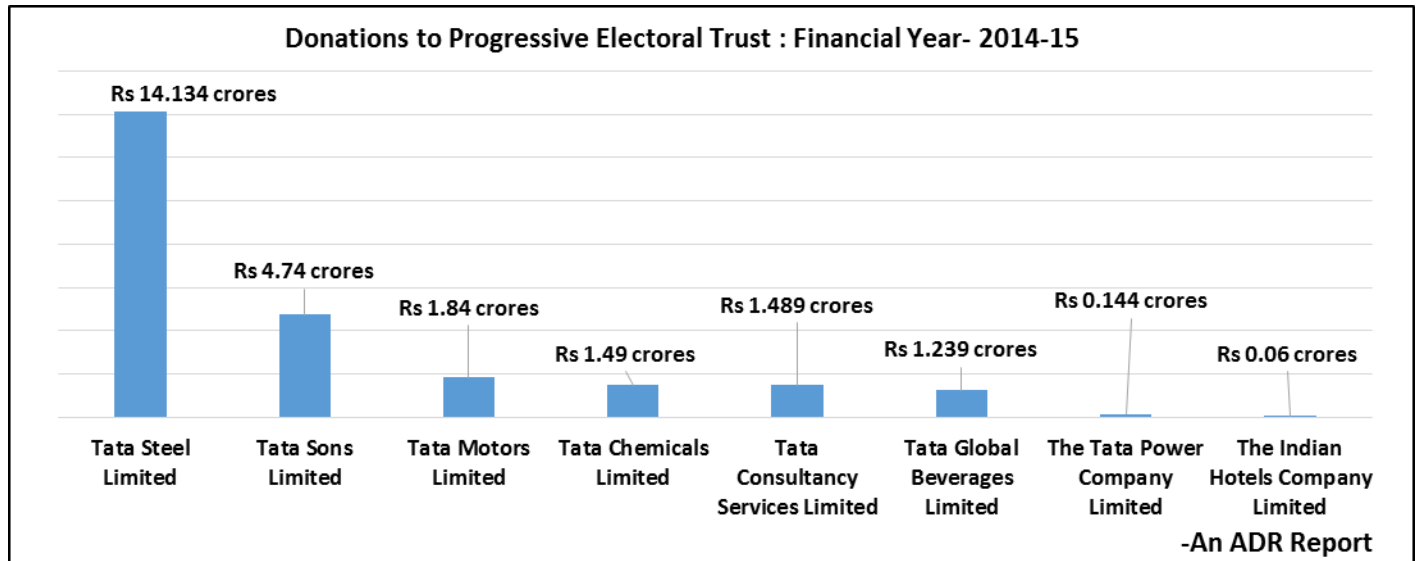 Donations to Progressive Electoral Trust : Financial Year- 2014-15
Rs 14.134 crores
Rs 4.74 crores
Rs 1.84 crores
Rs 1.49 crores
Rs 1.489 crores
Rs 1.239 crores
Rs 0.144 crores
Rs 0.06 crores
Tata Steel
Limited
Tata Sons
Limited
Tata Motors
Limited
Tata Chemicals
Limited
Tata
Consultancy
Services Limited
Tata Global
Beverages
Limited
The Tata Power
Company
Limited
The Indian
Hotels Company
Limited
-An ADR Report